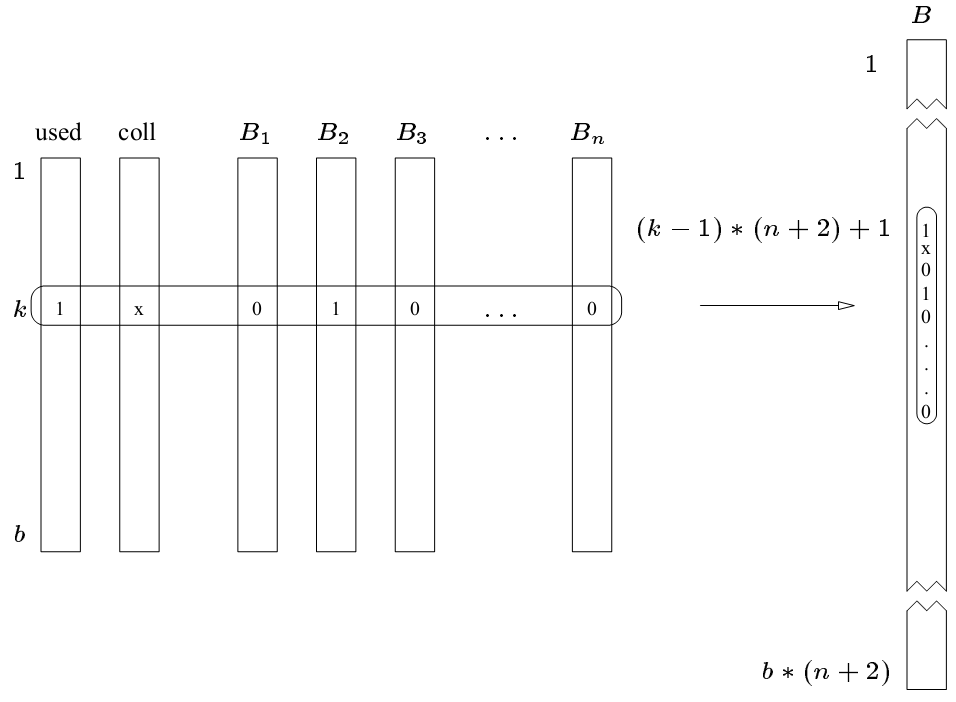 B
1
used coll B₁ B₂ B₃ . . . Bₙ
1
(k − 1) ∗ (n + 2) + 1
k 1 x 0 1 0 . . . 0
1
x
0
1
0
.
.
.
0
b
b ∗ (n + 2)